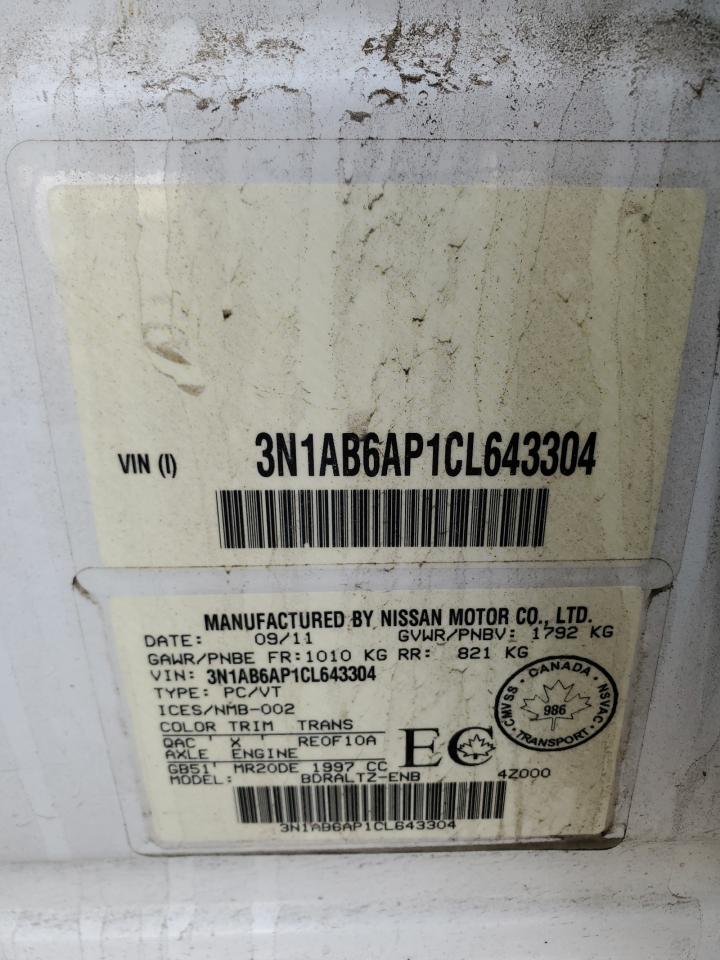 VIN (I) 3N1AB6AP1CL643304
MANUFACTURED BY NISSAN MOTOR CO., LTD.
DATE: 09/11 GVWR/PNBV: 1792 KG
GAWR/PNBE FR:1010 KG RR: 821 KG
VIN: 3N1AB6AP1CL643304
TYPE: PC/VT
ICES/NMB-002
COLOR TRIM TRANS
QAC ' X ' RE0F10A
AXLE ENGINE
GB51' MR20DE 1997 CC
MODEL: BDRALTZ-ENB
EC
4Z000
CANADA
CMVSS 986 NSVAC
TRANSPORT
3N1AB6AP1CL643304